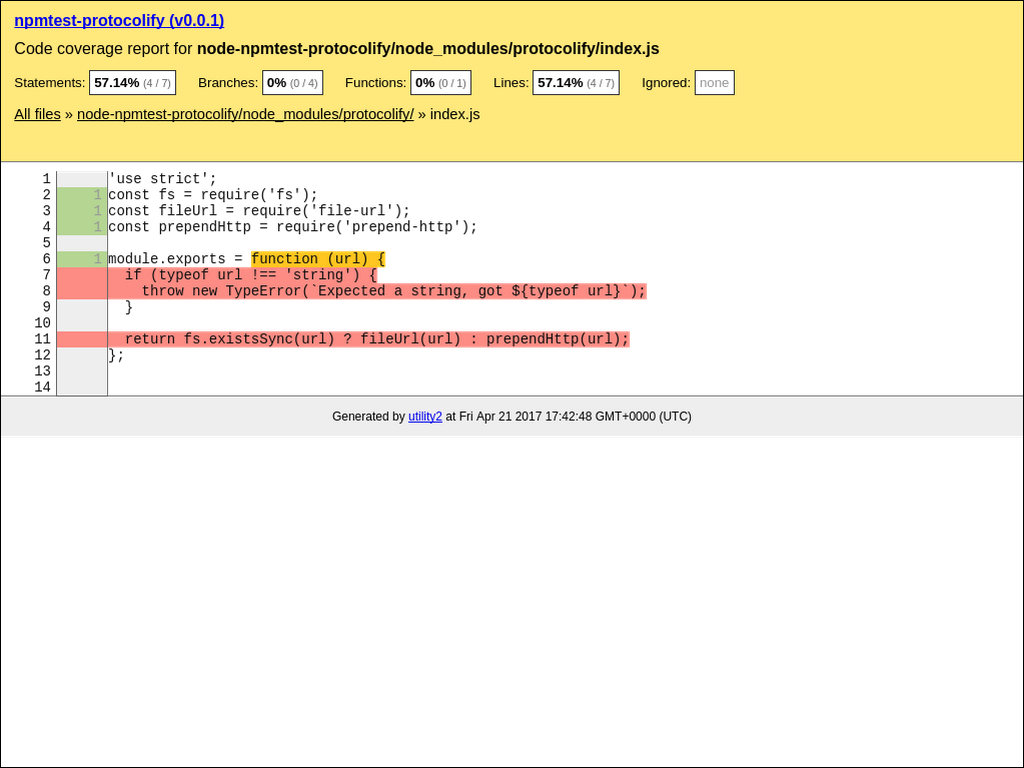 npmtest-protocolify (v0.0.1)
Code coverage report for node-npmtest-protocolify/node_modules/protocolify/index.js
Statements: 57.14% (4 / 7) Branches: 0% (0 / 4) Functions: 0% (0 / 1) Lines: 57.14% (4 / 7) Ignored: none
All files » node-npmtest-protocolify/node_modules/protocolify/ » index.js
1 'use strict';
2 1 const fs = require('fs');
3 1 const fileUrl = require('file-url');
4 1 const prependHttp = require('prepend-http');
5
6 1 module.exports = function (url) {
7 if (typeof url !== 'string') {
8 throw new TypeError(`Expected a string, got ${typeof url}`);
9 }
10
11 return fs.existsSync(url) ? fileUrl(url) : prependHttp(url);
12 };
13
14
Generated by utility2 at Fri Apr 21 2017 17:42:48 GMT+0000 (UTC)